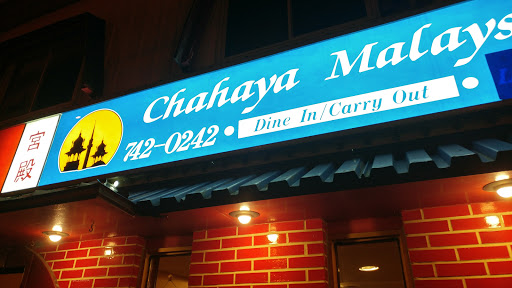 宮殿
Chahaya Malays
742-0242 • Dine In/Carry Out •